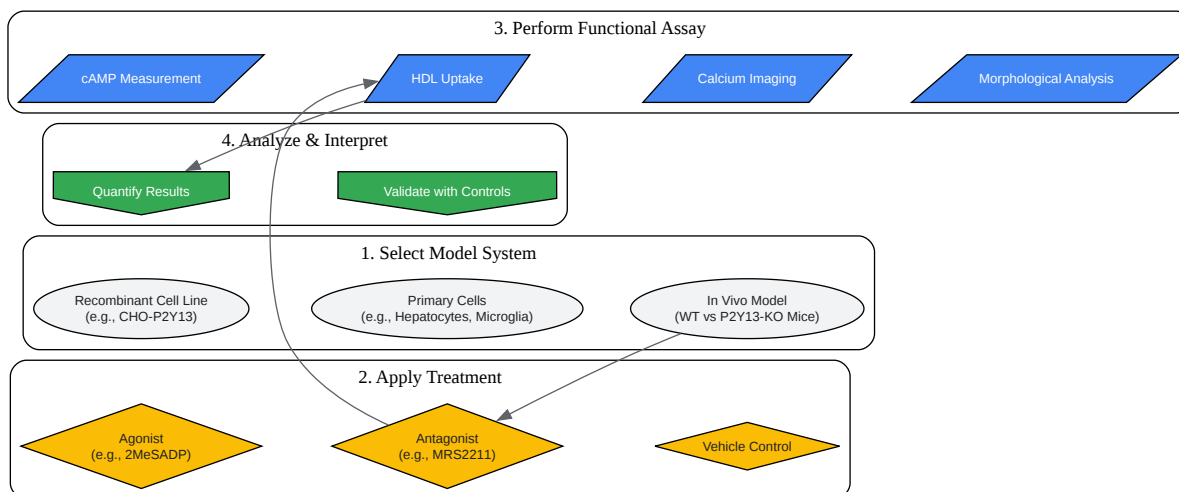 3. Perform Functional Assay
cAMP Measurement
HDL Uptake
Calcium Imaging
Morphological Analysis
4. Analyze & Interpret
Quantify Results
Validate with Controls
1. Select Model System
Recombinant Cell Line
(e.g., CHO-P2Y13)
Primary Cells
(e.g., Hepatocytes, Microglia)
In Vivo Model
(WT vs P2Y13-KO Mice)
2. Apply Treatment
Agonist
(e.g., 2MeSADP)
Antagonist
(e.g., MRS2211)
Vehicle Control